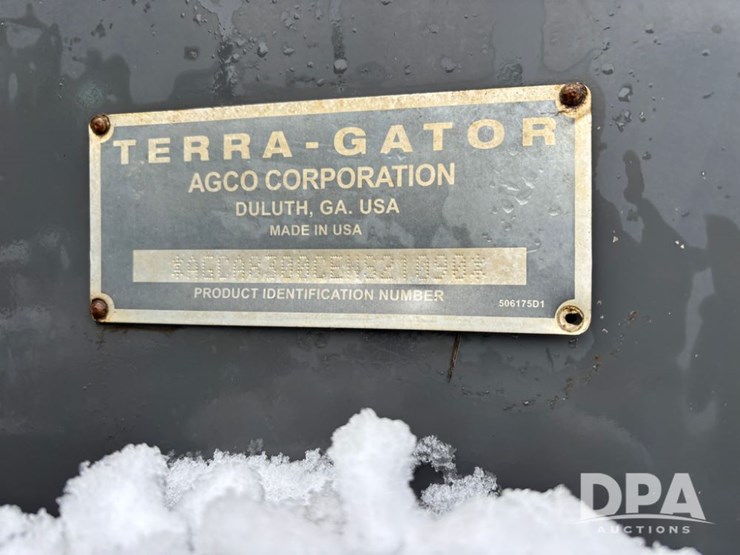 TERRA-GATOR
AGCO CORPORATION
DULUTH, GA. USA
MADE IN USA
PRODUCT IDENTIFICATION NUMBER
506175D1
DPA
AUCTIONS